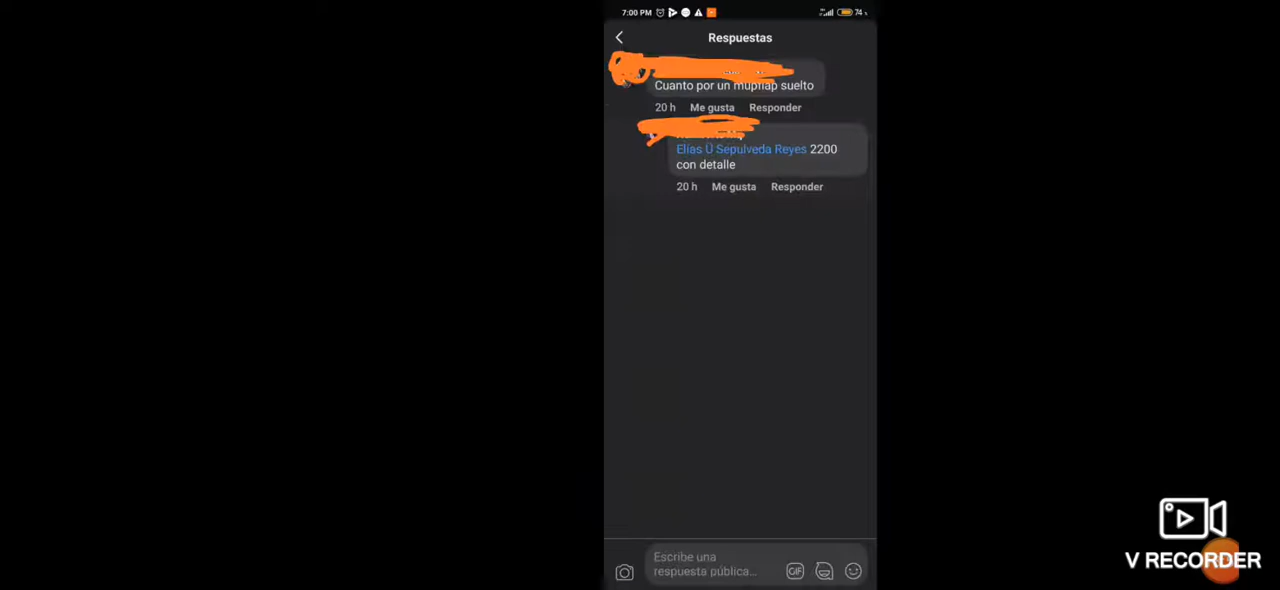 7:00 PM
74
Respuestas
Cuanto por un mupflap suelto
20 h Me gusta Responder
Elías Ü Sepulveda Reyes 2200
con detalle
20 h Me gusta Responder
Escribe una
respuesta pública...
GIF
V RECORDER